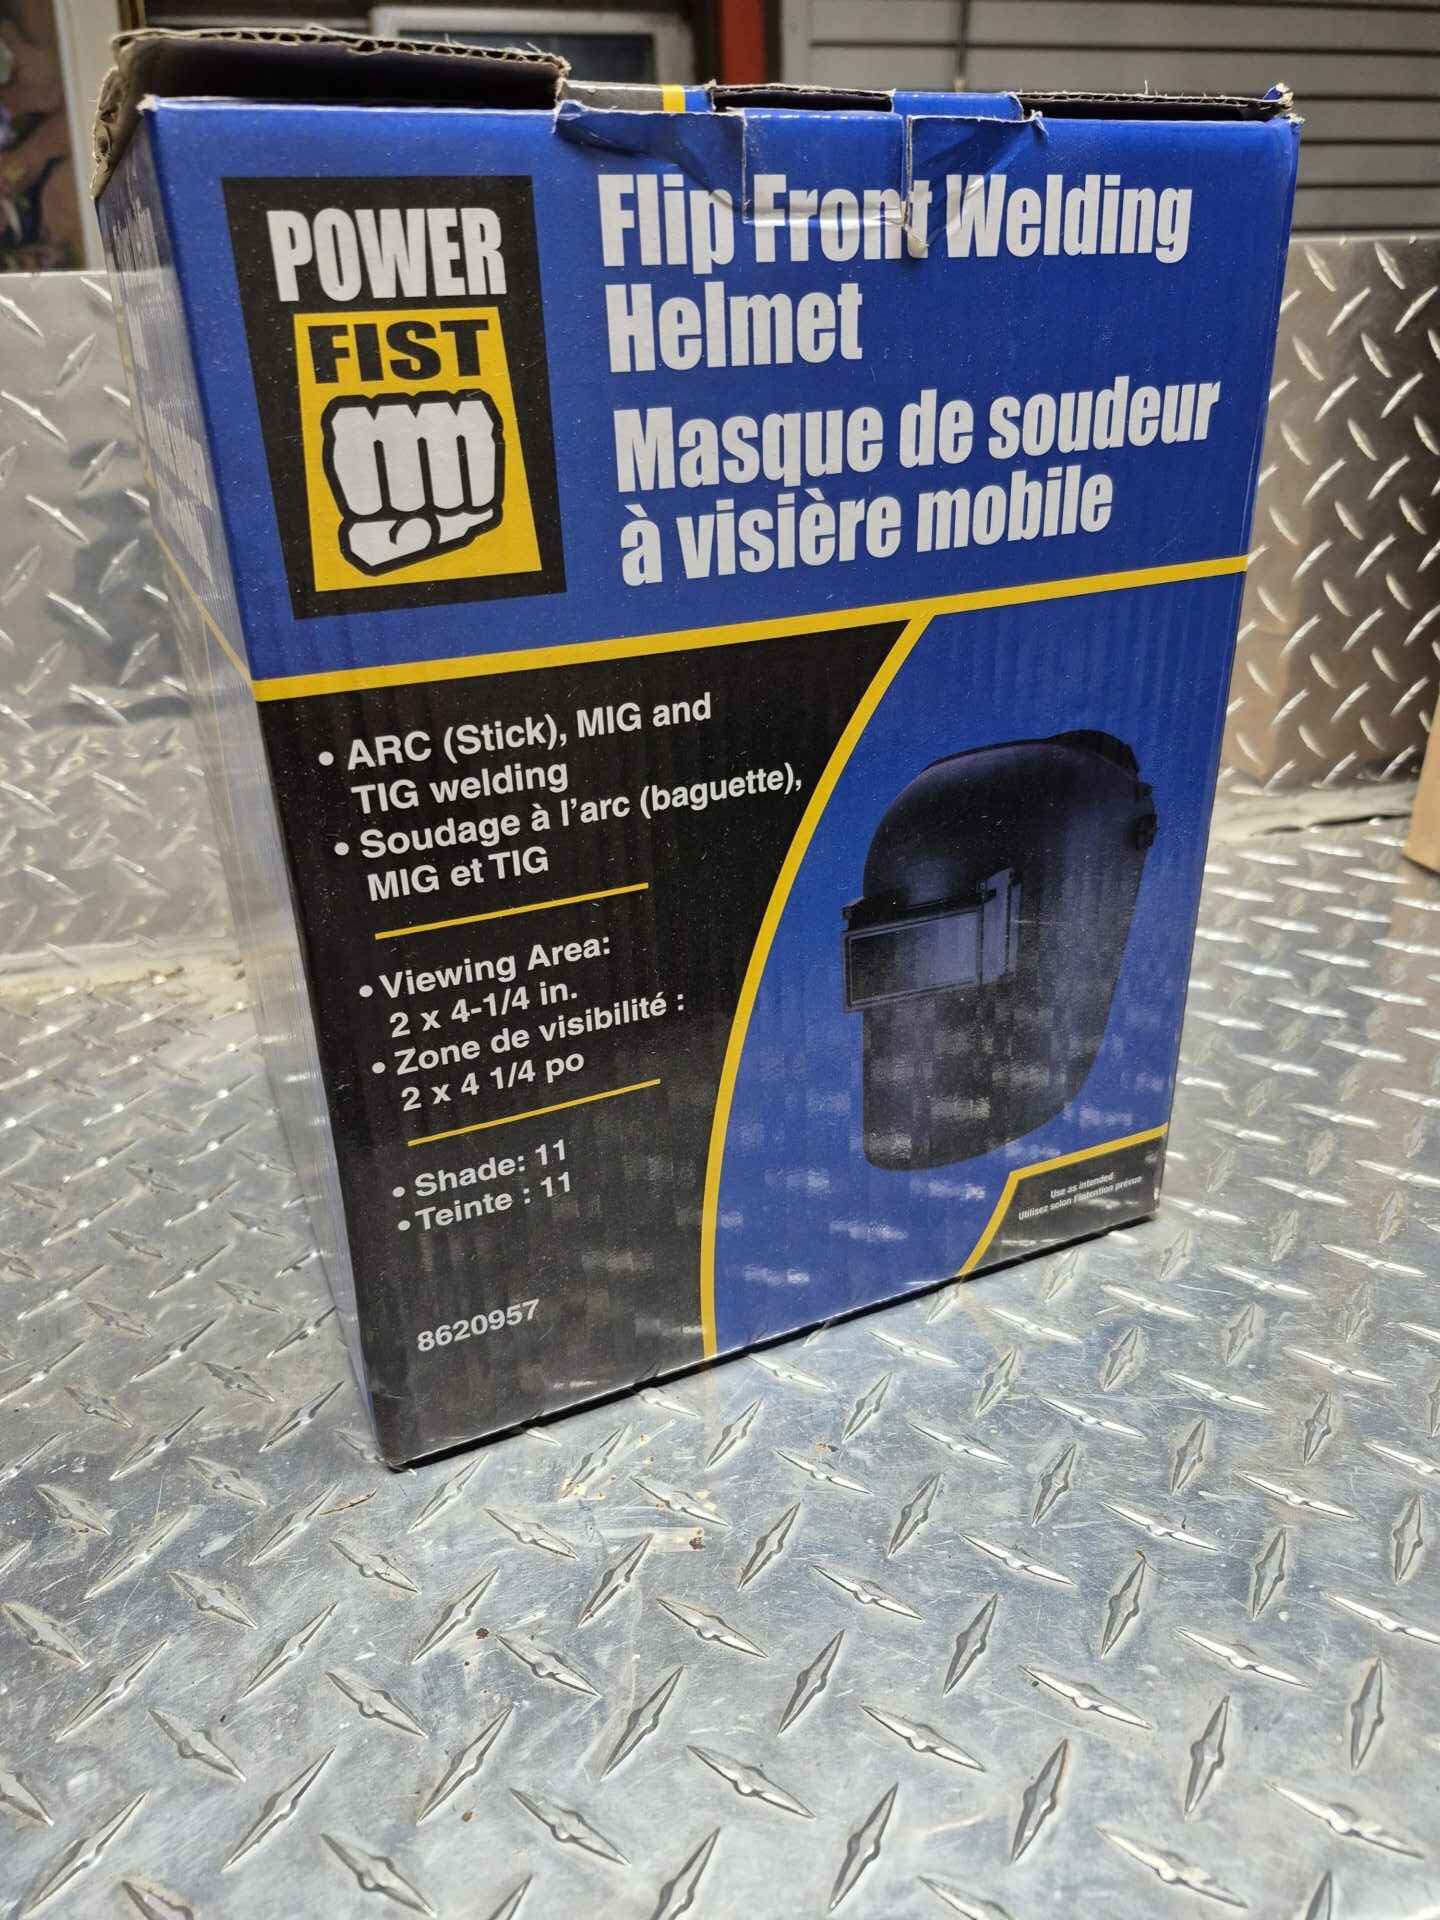 POWER
FIST
Flip Front Welding
Helmet
Masque de soudeur
à visière mobile
• ARC (Stick), MIG and
TIG welding
• Soudage à l'arc (baguette),
MIG et TIG
• Viewing Area:
2 x 4-1/4 in.
• Zone de visibilité :
2 x 4 1/4 po
• Shade: 11
• Teinte : 11
8620957
Use as intended
Utilisez selon l'intention prévue